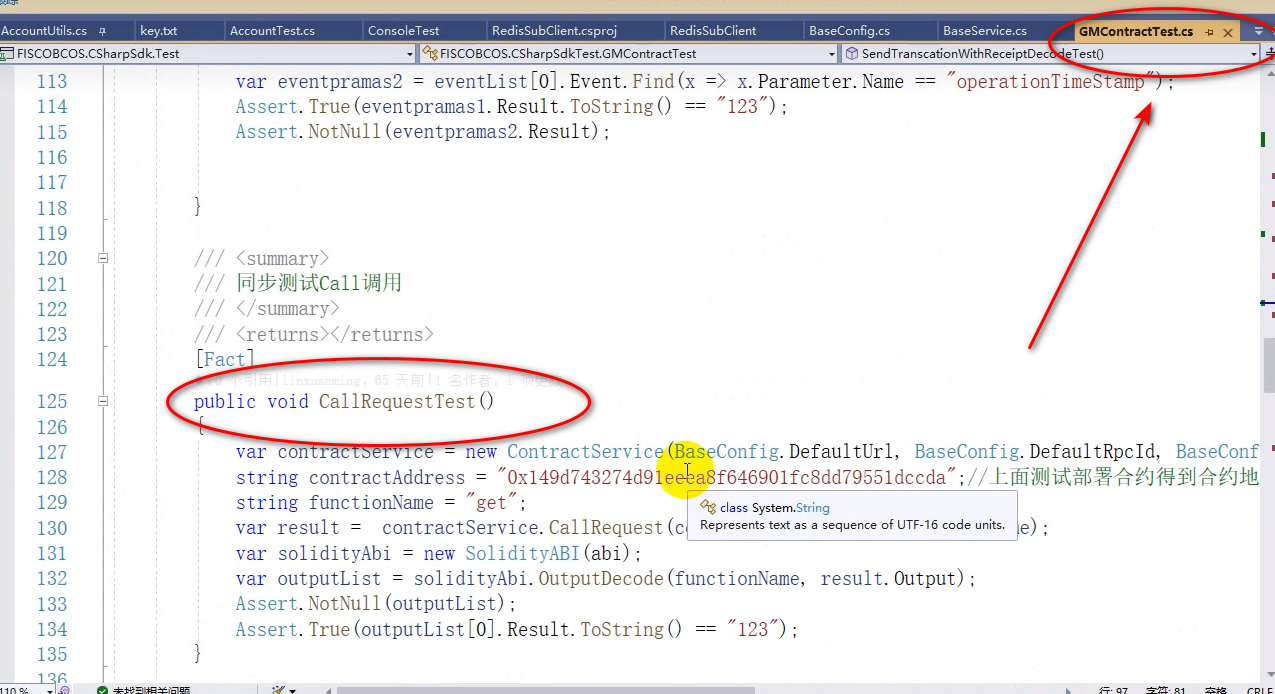 AccountUtils.cs key.txt AccountTest.cs ConsoleTest RedisSubClient.csproj RedisSubClient BaseConfig.cs BaseService.cs GMContractTest.cs
FISCOBCOS.CSharpSdk.Test FISCOBCOS.CSharpSdkTest.GMContractTest SendTranscationWithReceiptDecodeTest()
113 var eventpramas2 = eventList[0].Event.Find(x => x.Parameter.Name == "operationTimeStamp");
114 Assert.True(eventpramas1.Result.ToString() == "123");
115 Assert.NotNull(eventpramas2.Result);
116
117
118 }
119
120 /// <summary>
121 /// 同步测试Call调用
122 /// </summary>
123 /// <returns></returns>
124 [Fact]
个引用|linxuanming，65 天前|1 名作者，1 项更
125 public void CallRequestTest()
126 {
127 var contractService = new ContractService(BaseConfig.DefaultUrl, BaseConfig.DefaultRpcId, BaseConf
128 string contractAddress = "0x149d743274d91eeea8f646901fc8dd79551dccda";//上面测试部署合约得到合约地
129 string functionName = "get";
class System.String
Represents text as a sequence of UTF-16 code units.
130 var result = contractService.CallRequest(c e);
131 var solidityAbi = new SolidityABI(abi);
132 var outputList = solidityAbi.OutputDecode(functionName, result.Output);
133 Assert.NotNull(outputList);
134 Assert.True(outputList[0].Result.ToString() == "123");
135 }
136
110 % 未找到相关问题 行: 97 字符: 81 空格 CRLF